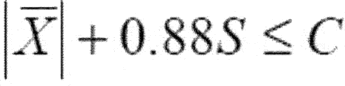 |X̅| + 0.88S ≤ C